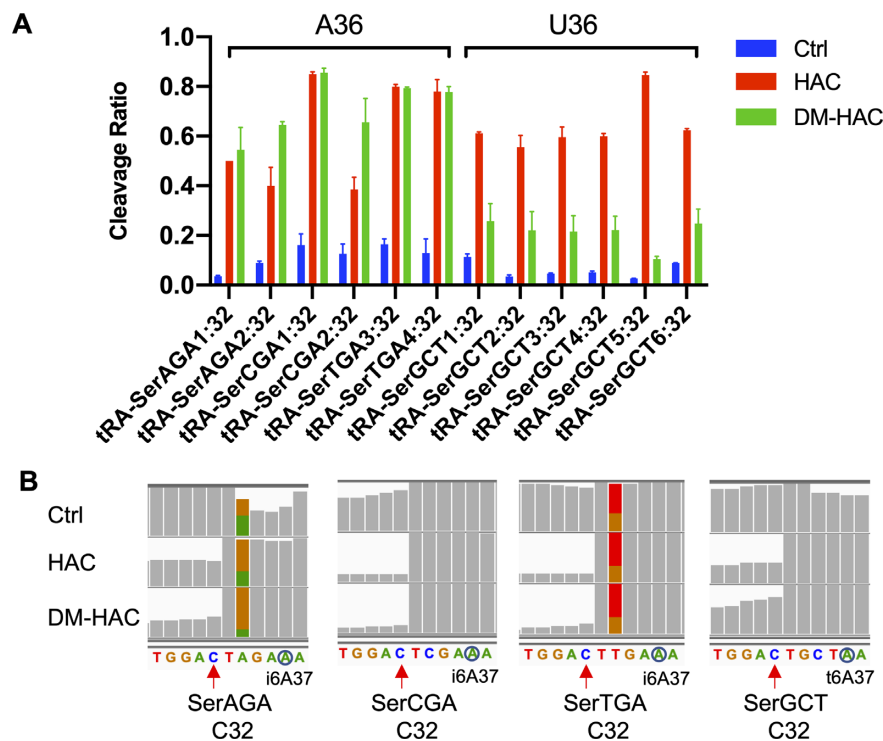 A
A36
U36
Ctrl
HAC
DM-HAC
Cleavage Ratio
1.0
0.8
0.6
0.4
0.2
0.0
tRA-SerAGA1:32
tRA-SerAGA2:32
tRA-SerCGA1:32
tRA-SerCGA2:32
tRA-SerTGA3:32
tRA-SerTGA4:32
tRA-SerGCT1:32
tRA-SerGCT2:32
tRA-SerGCT3:32
tRA-SerGCT4:32
tRA-SerGCT5:32
tRA-SerGCT6:32
B
Ctrl
HAC
DM-HAC
TGGACTAGAAA
i6A37
SerAGA
C32
TGGACTCGAAA
i6A37
SerCGA
C32
TGGACTTGAAA
i6A37
SerTGA
C32
TGGACTGCTAA
t6A37
SerGCT
C32